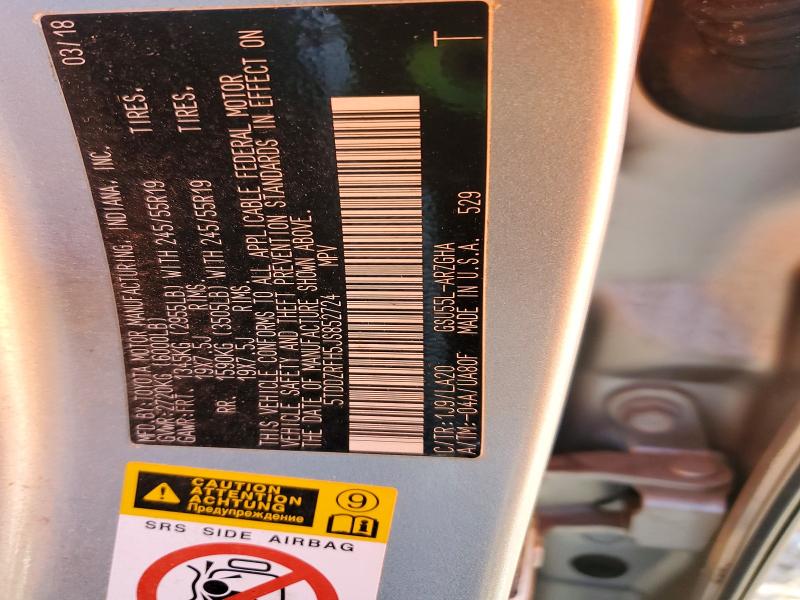 MFD.BY:TOYOTA MOTOR MANUFACTURING, INDIANA, INC. 03/18
GVWR:2720KG (6000LB)
GAWR:FRT. 1345KG (2955LB) WITH 245/55R19 TIRES.
19X7.5J RIMS.
RR. 1590KG (3505LB) WITH 245/55R19 TIRES.
19X7.5J RIMS.
THIS VEHICLE CONFORMS TO ALL APPLICABLE FEDERAL MOTOR
VEHICLE SAFETY AND THEFT PREVENTION STANDARDS IN EFFECT ON
THE DATE OF MANUFACTURE SHOWN ABOVE.
5TDDZRFH5JS852724 MPV
C/TR:1J9/LA20 GSU55L-ARZGHA
A/TM:-04A/UA80F MADE IN U.S.A. 529
T
CAUTION
ATTENTION
ACHTUNG
Предупреждение
9
i
SRS SIDE AIRBAG